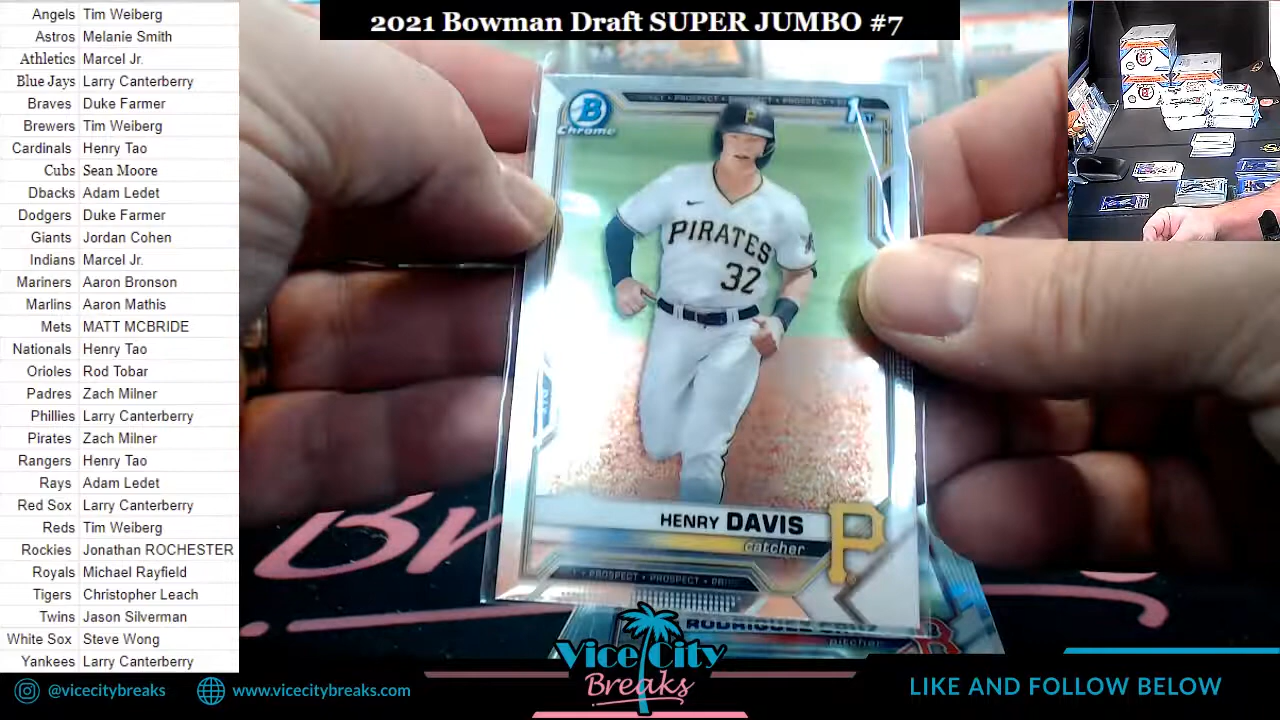 2021 Bowman Draft SUPER JUMBO #7
Angels Tim Weiberg
Astros Melanie Smith
Athletics Marcel Jr.
Blue Jays Larry Canterberry
Braves Duke Farmer
Brewers Tim Weiberg
Cardinals Henry Tao
Cubs Sean Moore
Dbacks Adam Ledet
Dodgers Duke Farmer
Giants Jordan Cohen
Indians Marcel Jr.
Mariners Aaron Bronson
Marlins Aaron Mathis
Mets MATT MCBRIDE
Nationals Henry Tao
Orioles Rod Tobar
Padres Zach Milner
Phillies Larry Canterberry
Pirates Zach Milner
Rangers Henry Tao
Rays Adam Ledet
Red Sox Larry Canterberry
Reds Tim Weiberg
Rockies Jonathan ROCHESTER
Royals Michael Rayfield
Tigers Christopher Leach
Twins Jason Silverman
White Sox Steve Wong
Yankees Larry Canterberry
PROSPECT • PROSPECT
B
Chrome
1ST
P
PIRATES
32
HENRY DAVIS
catcher
P
PROSPECT • PROSPECT
pitcher
Vice City
Breaks
@vicecitybreaks
www.vicecitybreaks.com
LIKE AND FOLLOW BELOW